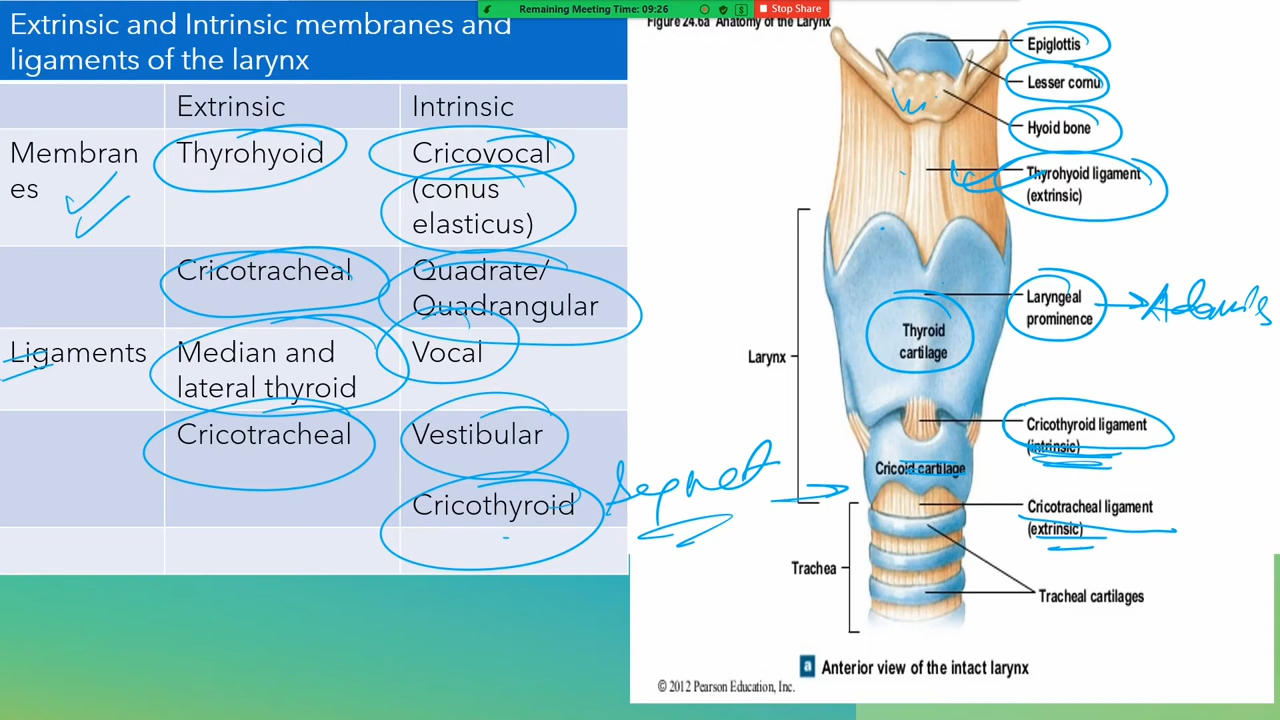 Remaining Meeting Time: 09:26
Stop Share
Extrinsic and Intrinsic membranes and
ligaments of the larynx
Extrinsic Intrinsic
Membran
es
Thyrohyoid
Cricovocal
(conus
elasticus)
Cricotracheal
Quadrate/
Quadrangular
Ligaments
Median and
lateral thyroid
Vocal
Cricotracheal
Vestibular
Cricothyroid
Figure 24.6a Anatomy of the Larynx
Epiglottis
Lesser cornu
Hyoid bone
Thyrohyoid ligament
(extrinsic)
Laryngeal
prominence
Adam's
Thyroid
cartilage
Larynx
Cricothyroid ligament
(intrinsic)
Cricoid cartilage
Cricotracheal ligament
(extrinsic)
Trachea
Tracheal cartilages
a Anterior view of the intact larynx
© 2012 Pearson Education, Inc.